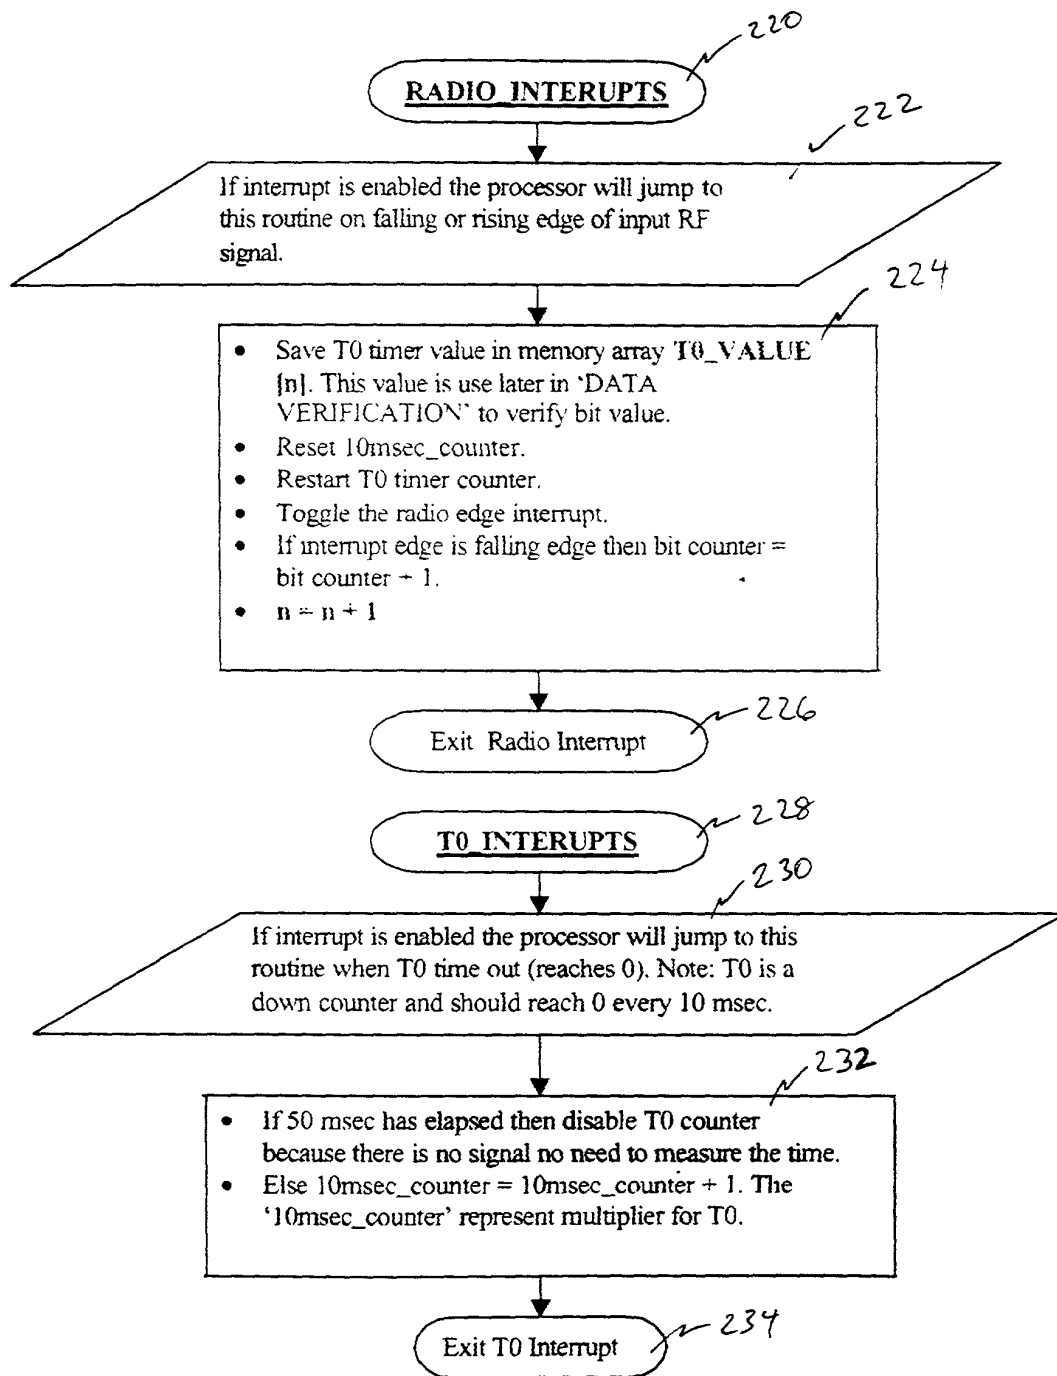 220
RADIO_INTERUPTS
222
If interrupt is enabled the processor will jump to
this routine on falling or rising edge of input RF
signal.
224
• Save T0 timer value in memory array T0_VALUE
[n]. This value is use later in ‘DATA
VERIFICATION’ to verify bit value.
• Reset 10msec_counter.
• Restart T0 timer counter.
• Toggle the radio edge interrupt.
• If interrupt edge is falling edge then bit counter =
bit counter + 1.
• n = n + 1
226
Exit Radio Interrupt
228
T0_INTERUPTS
230
If interrupt is enabled the processor will jump to this
routine when T0 time out (reaches 0). Note: T0 is a
down counter and should reach 0 every 10 msec.
232
• If 50 msec has elapsed then disable T0 counter
because there is no signal no need to measure the time.
• Else 10msec_counter = 10msec_counter + 1. The
‘10msec_counter’ represent multiplier for T0.
234
Exit T0 Interrupt